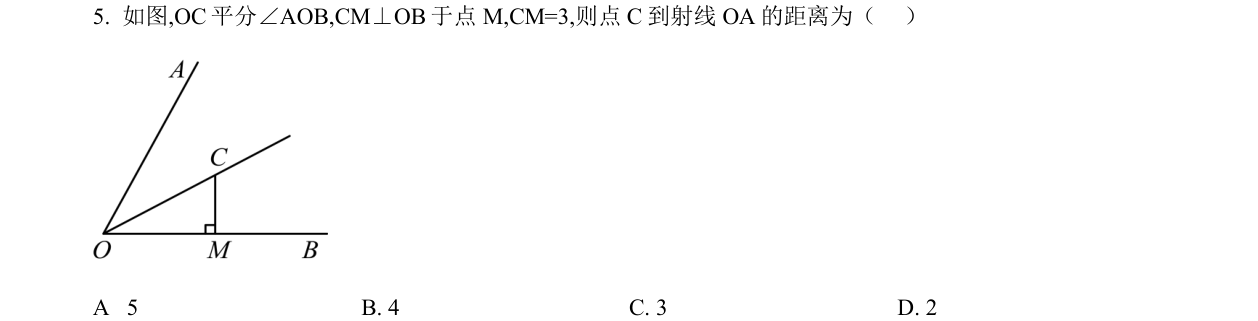 5. 如图,OC 平分∠AOB,CM⊥OB 于点 M,CM=3,则点 C 到射线 OA 的距离为（  ）
A
C
O
M
B
A 5
B. 4
C. 3
D. 2